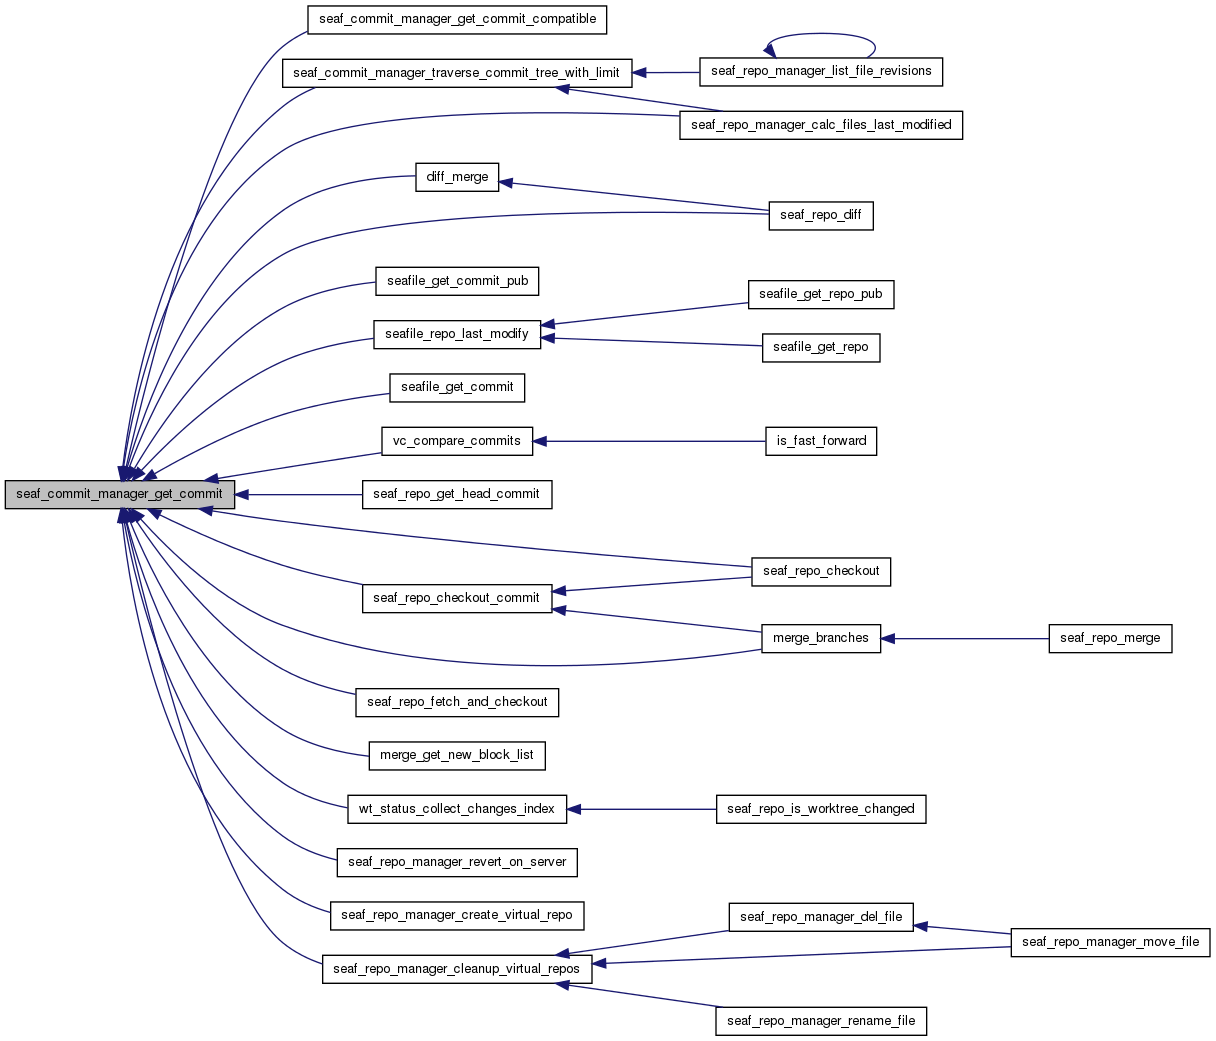 seaf_commit_manager_get_commit_compatible
seaf_commit_manager_traverse_commit_tree_with_limit
seaf_repo_manager_list_file_revisions
seaf_repo_manager_calc_files_last_modified
diff_merge
seaf_repo_diff
seafile_get_commit_pub
seafile_get_repo_pub
seafile_repo_last_modify
seafile_get_repo
seafile_get_commit
vc_compare_commits
is_fast_forward
seaf_commit_manager_get_commit
seaf_repo_get_head_commit
seaf_repo_checkout
seaf_repo_checkout_commit
merge_branches
seaf_repo_merge
seaf_repo_fetch_and_checkout
merge_get_new_block_list
wt_status_collect_changes_index
seaf_repo_is_worktree_changed
seaf_repo_manager_revert_on_server
seaf_repo_manager_create_virtual_repo
seaf_repo_manager_del_file
seaf_repo_manager_move_file
seaf_repo_manager_cleanup_virtual_repos
seaf_repo_manager_rename_file